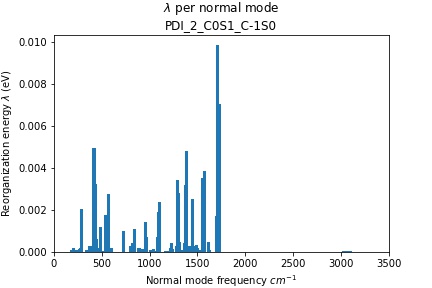 λ per normal mode
PDI_2_C0S1_C-1S0
Reorganization energy λ (eV)
0.010
0.008
0.006
0.004
0.002
0.000
0 500 1000 1500 2000 2500 3000 3500
Normal mode frequency cm⁻¹